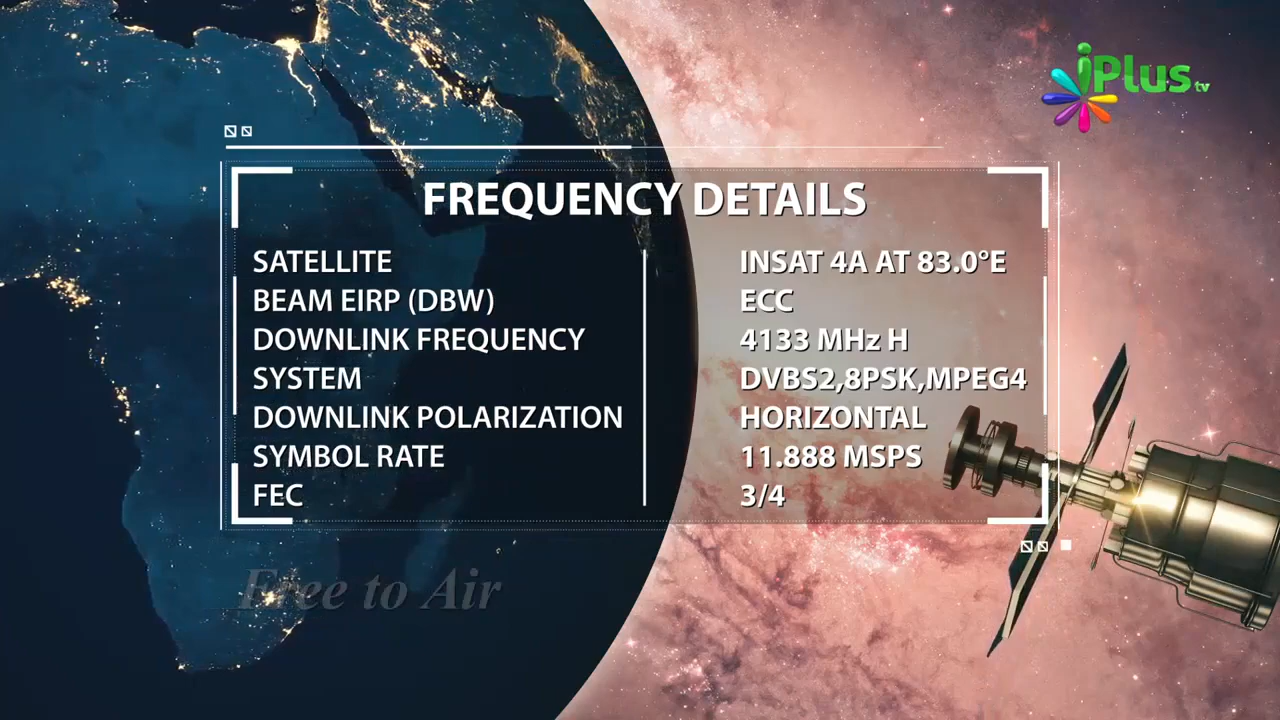 iPlus tv
FREQUENCY DETAILS
SATELLITE INSAT 4A AT 83.0°E
BEAM EIRP (DBW) ECC
DOWNLINK FREQUENCY 4133 MHz H
SYSTEM DVBS2,8PSK,MPEG4
DOWNLINK POLARIZATION HORIZONTAL
SYMBOL RATE 11.888 MSPS
FEC 3/4
Free to Air